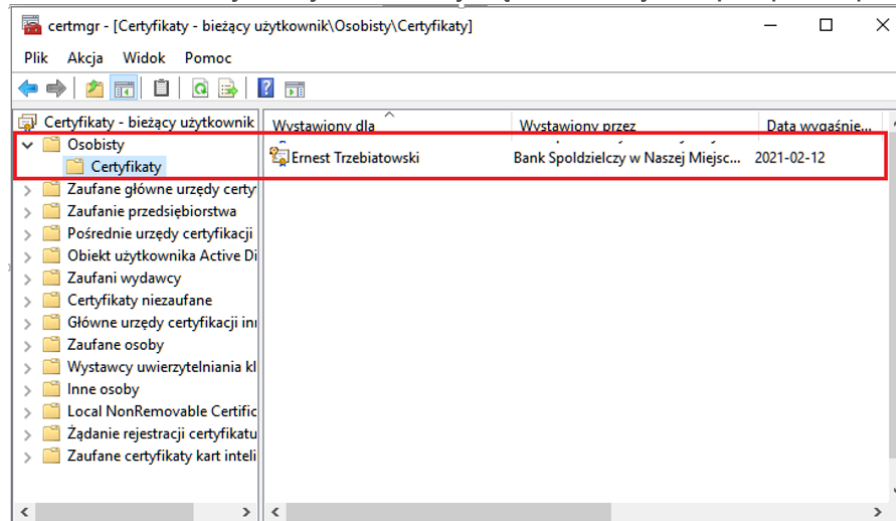 certmgr - [Certyfikaty - bieżący użytkownik\Osobisty\Certyfikaty]
Plik Akcja Widok Pomoc
Certyfikaty - bieżący użytkownik
Osobisty
Certyfikaty
Zaufane główne urzędy certy
Zaufanie przedsiębiorstwa
Pośrednie urzędy certyfikacji
Obiekt użytkownika Active Di
Zaufani wydawcy
Certyfikaty niezaufane
Główne urzędy certyfikacji inn
Zaufane osoby
Wystawcy uwierzytelniania kl
Inne osoby
Local NonRemovable Certific
Żądanie rejestracji certyfikatu
Zaufane certyfikaty kart inteli
Wystawiony dla Wystawiony przez Data wygaśnie...
Ernest Trzebiatowski Bank Spoldzielczy w Naszej Miejsc... 2021-02-12